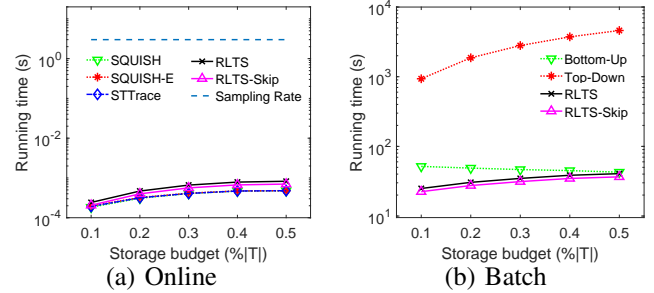 Running time (s)
10^0
10^-2
10^-4
SQUISH
SQUISH-E
STTrace
RLTS
RLTS-Skip
Sampling Rate
0.1 0.2 0.3 0.4 0.5
Storage budget (%|T|)
(a) Online
Running time (s)
10^4
10^3
10^2
10^1
Bottom-Up
Top-Down
RLTS
RLTS-Skip
0.1 0.2 0.3 0.4 0.5
Storage budget (%|T|)
(b) Batch